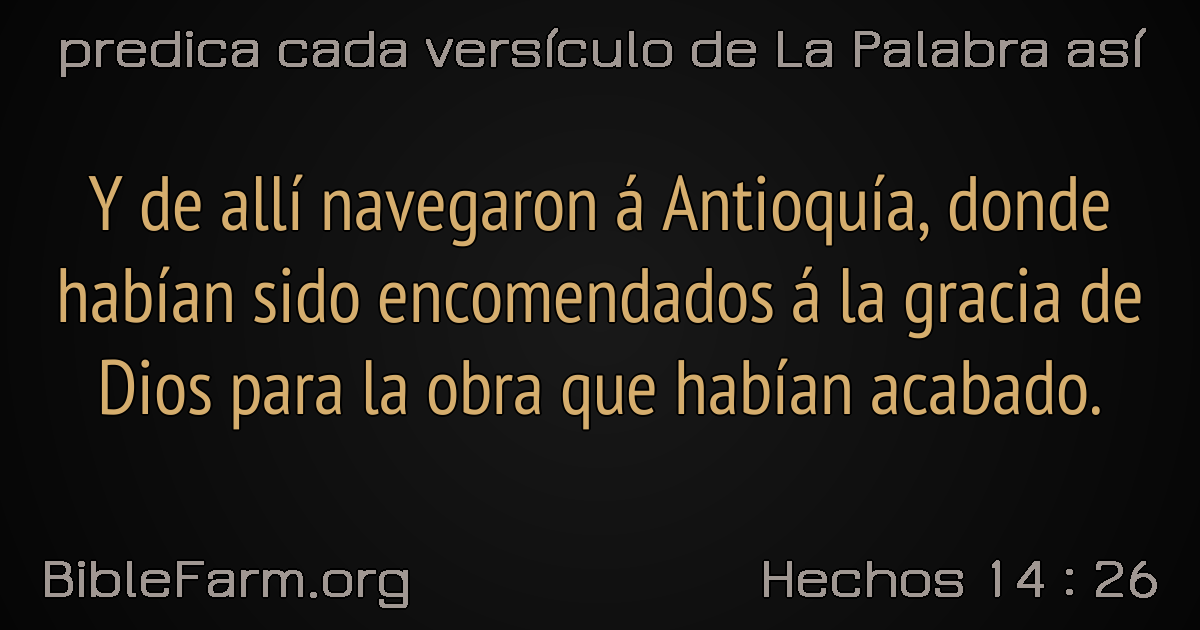 predica cada versículo de La Palabra así
Y de allí navegaron á Antioquía, donde
habían sido encomendados á la gracia de
Dios para la obra que habían acabado.
BibleFarm.org
Hechos 14 : 26